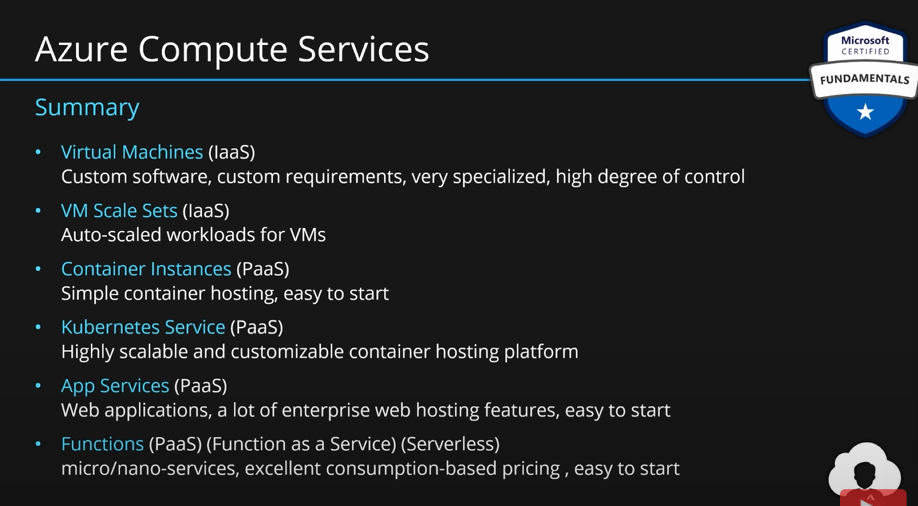 Azure Compute Services
Microsoft
CERTIFIED
FUNDAMENTALS
Summary
• Virtual Machines (IaaS)
Custom software, custom requirements, very specialized, high degree of control
• VM Scale Sets (IaaS)
Auto-scaled workloads for VMs
• Container Instances (PaaS)
Simple container hosting, easy to start
• Kubernetes Service (PaaS)
Highly scalable and customizable container hosting platform
• App Services (PaaS)
Web applications, a lot of enterprise web hosting features, easy to start
• Functions (PaaS) (Function as a Service) (Serverless)
micro/nano-services, excellent consumption-based pricing , easy to start